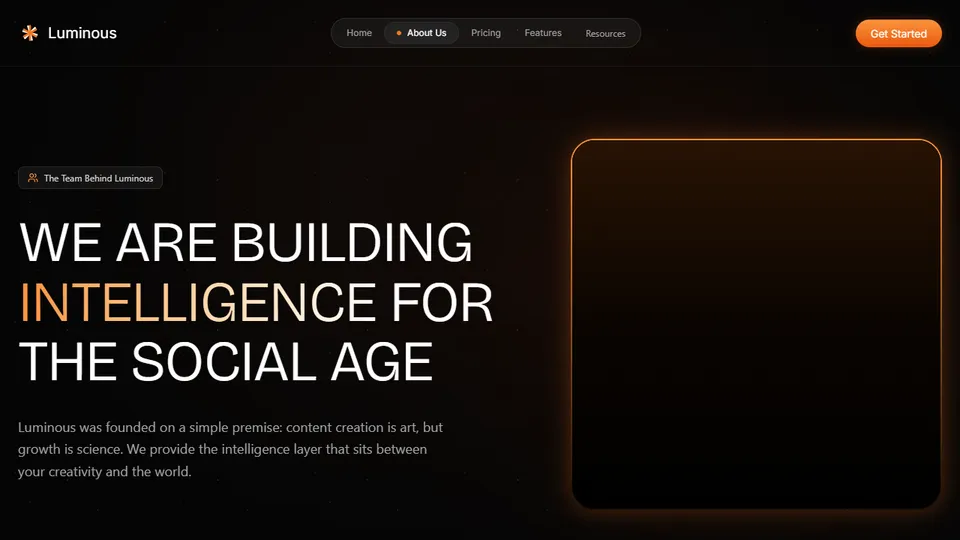 Luminous
Home
About Us
Pricing
Features
Resources
Get Started
The Team Behind Luminous
WE ARE BUILDING
INTELLIGENCE FOR
THE SOCIAL AGE
Luminous was founded on a simple premise: content creation is art, but
growth is science. We provide the intelligence layer that sits between
your creativity and the world.